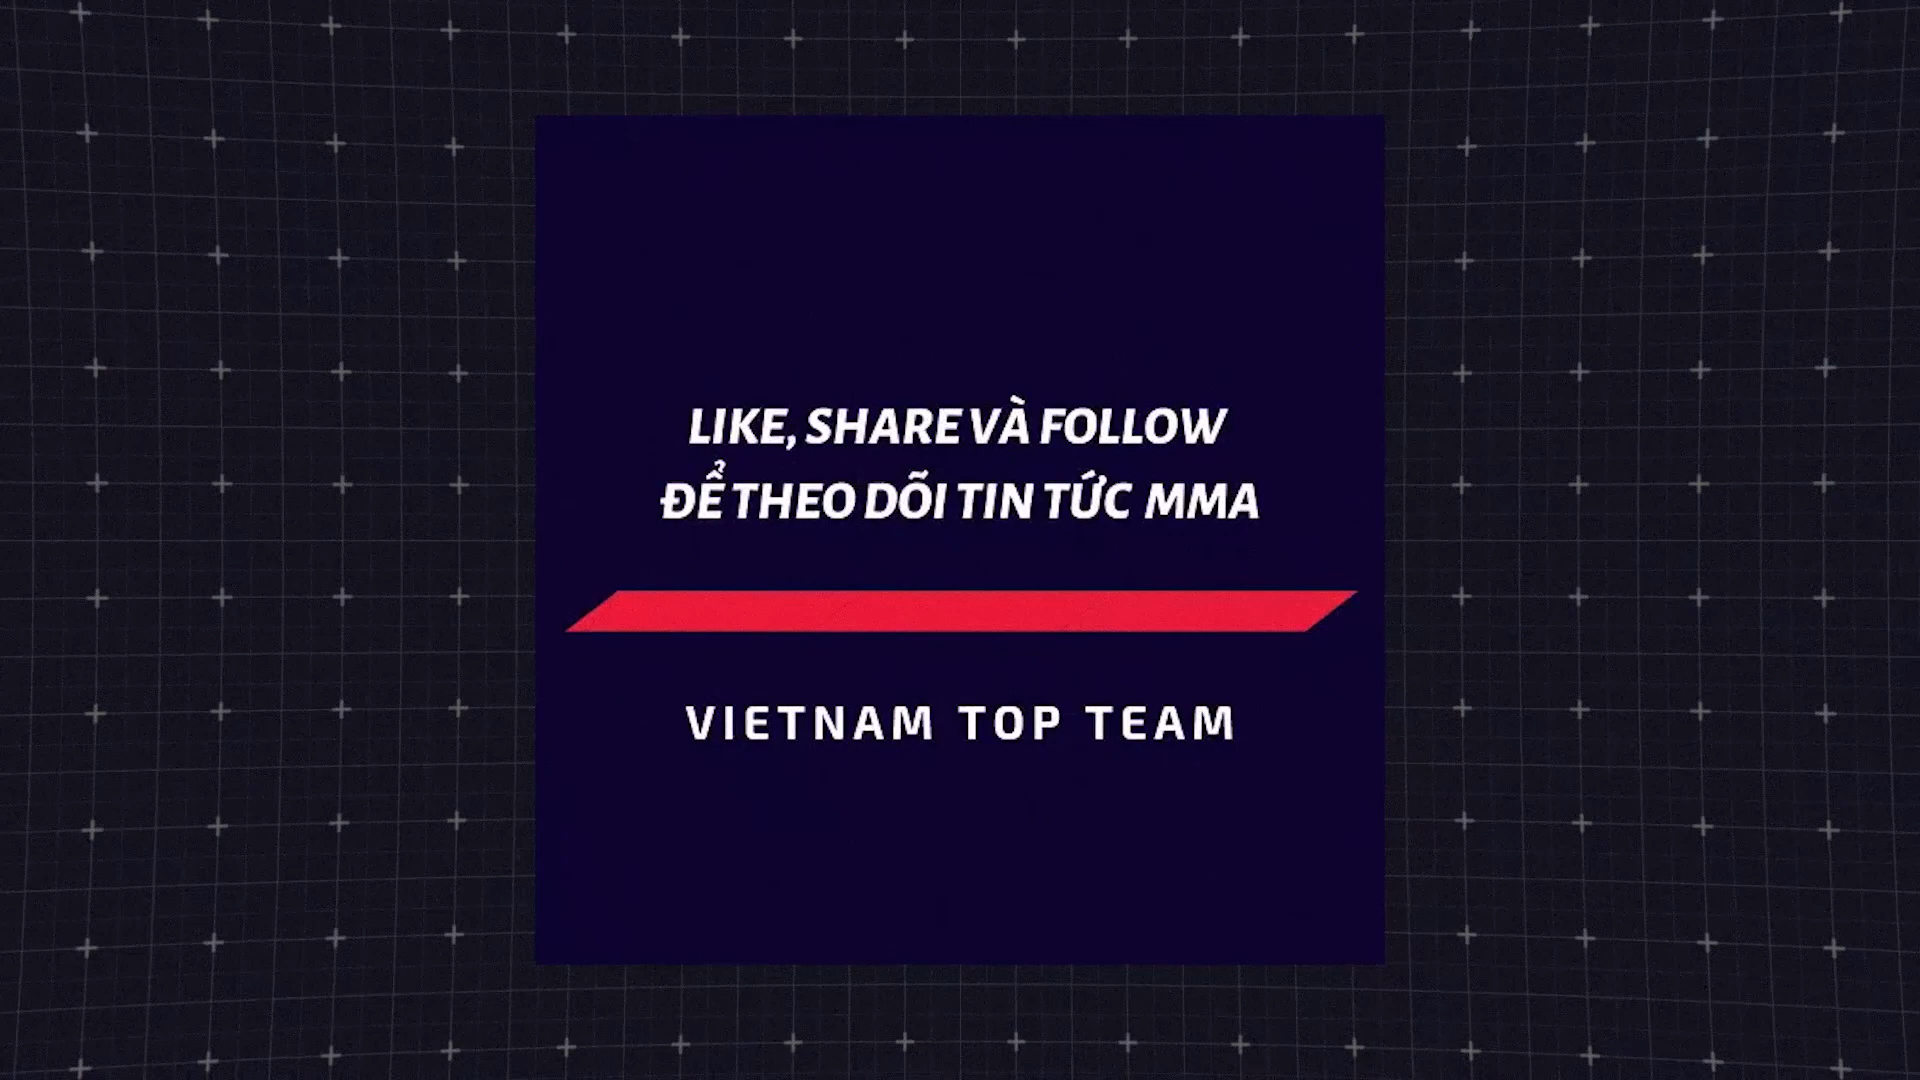 LIKE, SHARE VÀ FOLLOW
ĐỂ THEO DÕI TIN TỨC MMA
VIETNAM TOP TEAM